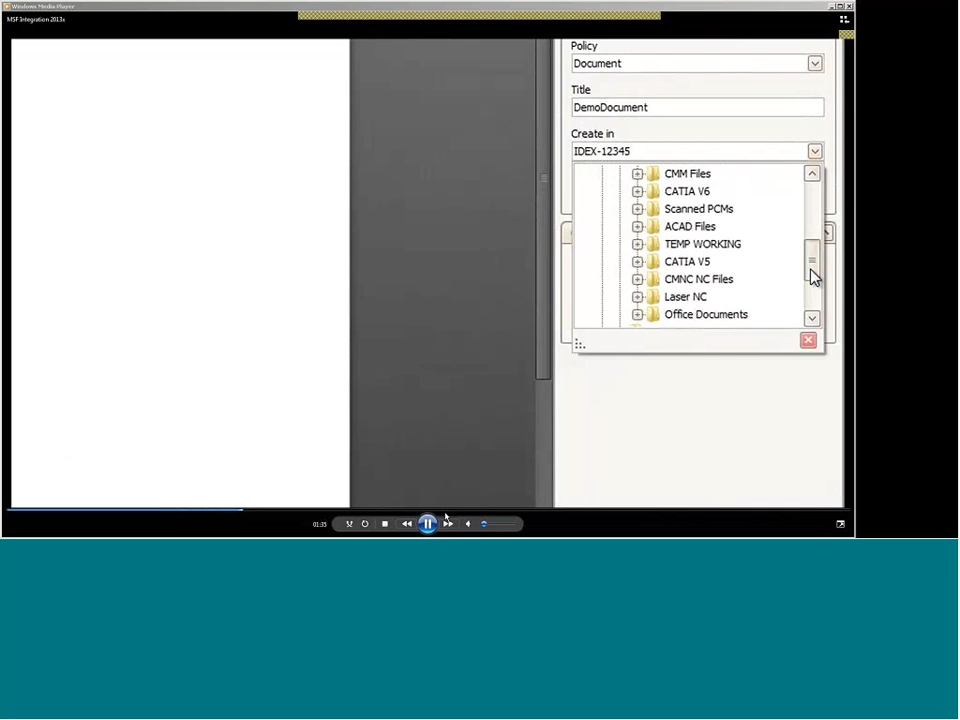 Windows Media Player
MSF Integration 2013x
Policy
Document
Title
DemoDocument
Create in
IDEX-12345
CMM Files
CATIA V6
Scanned PCMs
ACAD Files
TEMP WORKING
CATIA V5
CMNC NC Files
Laser NC
Office Documents
01:35